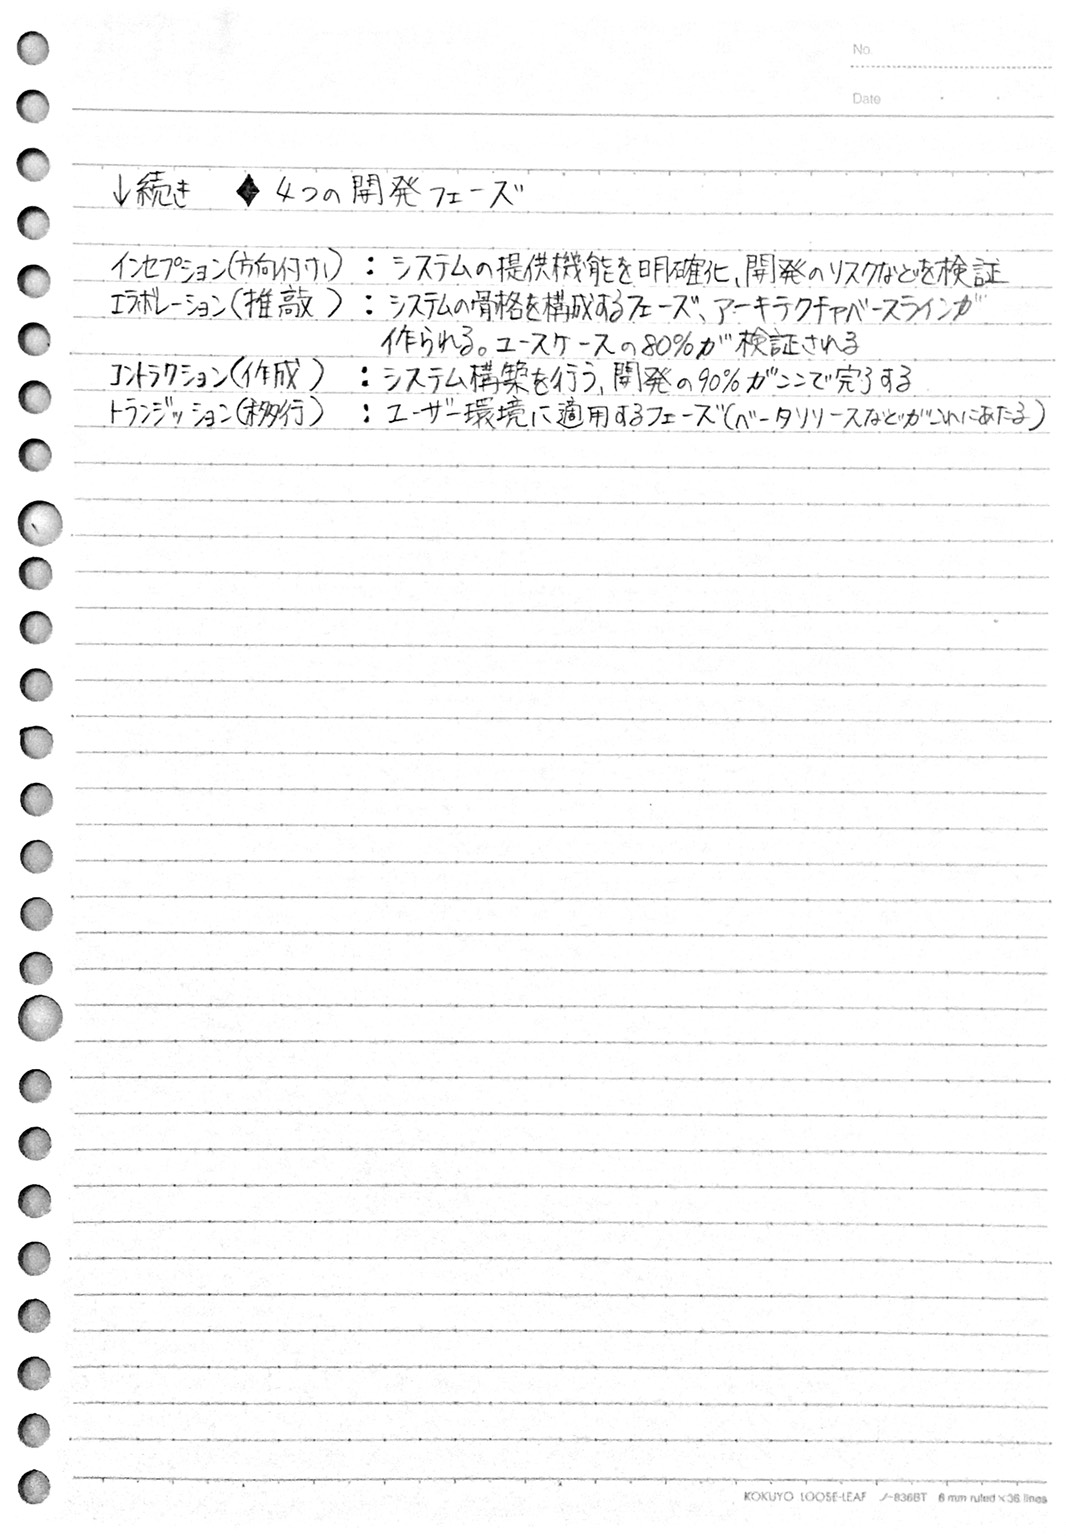 No.
Date
↓続き ◆ 4つの開発フェーズ
インセプション(方向付け) : システムの提供機能を明確化、開発のリスクなどを検証
エラボレーション(推敲) : システムの骨格を構成するフェーズ、アーキテクチャベースラインが
作られる。ユースケースの80%が検証される
コントラクション(作成) : システム構築を行う、開発の90%がここで完了する
トランジッション(移行) : ユーザー環境に適用するフェーズ(ベータリリースなどがこれにあたる)
KOKUYO LOOSE-LEAF ノ-836BT 6 mm ruled×36 lines